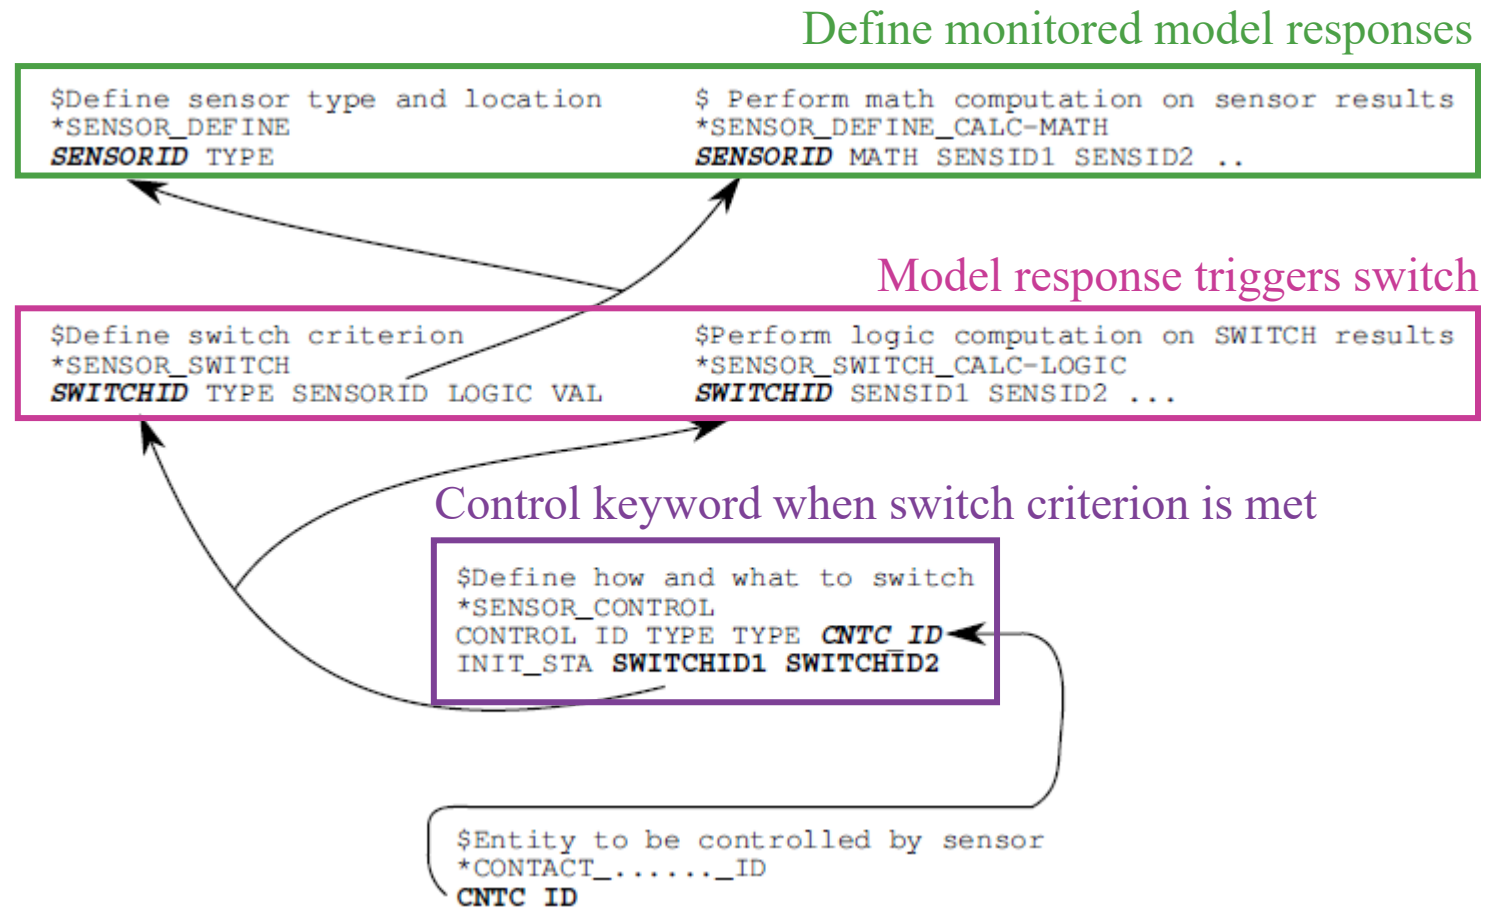 Define monitored model responses
$Define sensor type and location
*SENSOR_DEFINE
SENSORID TYPE
$ Perform math computation on sensor results
*SENSOR_DEFINE_CALC-MATH
SENSORID MATH SENSID1 SENSID2 ..
Model response triggers switch
$Define switch criterion
*SENSOR_SWITCH
SWITCHID TYPE SENSORID LOGIC VAL
$Perform logic computation on SWITCH results
*SENSOR_SWITCH_CALC-LOGIC
SWITCHID SENSID1 SENSID2 ...
Control keyword when switch criterion is met
$Define how and what to switch
*SENSOR_CONTROL
CONTROL ID TYPE TYPE CNTC_ID
INIT_STA SWITCHID1 SWITCHID2
$Entity to be controlled by sensor
*CONTACT_......_ID
CNTC ID